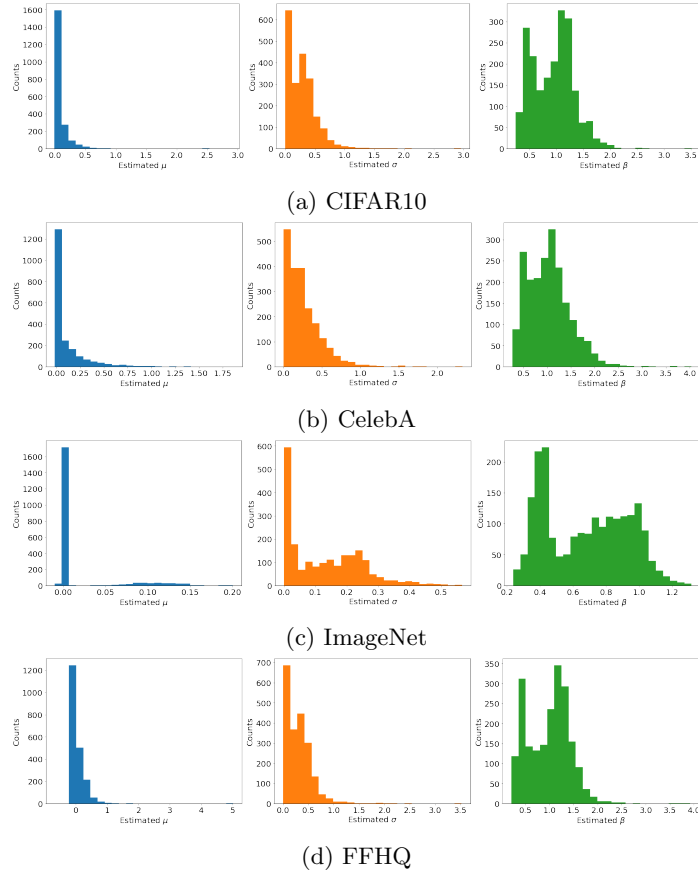 1600
1400
1200
1000
800
600
400
200
0
Counts
0.0 0.5 1.0 1.5 2.0 2.5 3.0
Estimated μ
600
500
400
300
200
100
0
Counts
0.0 0.5 1.0 1.5 2.0 2.5 3.0
Estimated σ
300
250
200
150
100
50
0
Counts
0.5 1.0 1.5 2.0 2.5 3.0 3.5
Estimated β
(a) CIFAR10
1200
1000
800
600
400
200
0
Counts
0.00 0.25 0.50 0.75 1.00 1.25 1.50 1.75
Estimated μ
500
400
300
200
100
0
Counts
0.0 0.5 1.0 1.5 2.0
Estimated σ
300
250
200
150
100
50
0
Counts
0.5 1.0 1.5 2.0 2.5 3.0 3.5 4.0
Estimated β
(b) CelebA
1600
1400
1200
1000
800
600
400
200
0
Counts
0.00 0.05 0.10 0.15 0.20
Estimated μ
600
500
400
300
200
100
0
Counts
0.0 0.1 0.2 0.3 0.4 0.5
Estimated σ
200
150
100
50
0
Counts
0.2 0.4 0.6 0.8 1.0 1.2
Estimated β
(c) ImageNet
1200
1000
800
600
400
200
0
Counts
0 1 2 3 4 5
Estimated μ
700
600
500
400
300
200
100
0
Counts
0.0 0.5 1.0 1.5 2.0 2.5 3.0 3.5
Estimated σ
350
300
250
200
150
100
50
0
Counts
0.5 1.0 1.5 2.0 2.5 3.0 3.5 4.0
Estimated β
(d) FFHQ